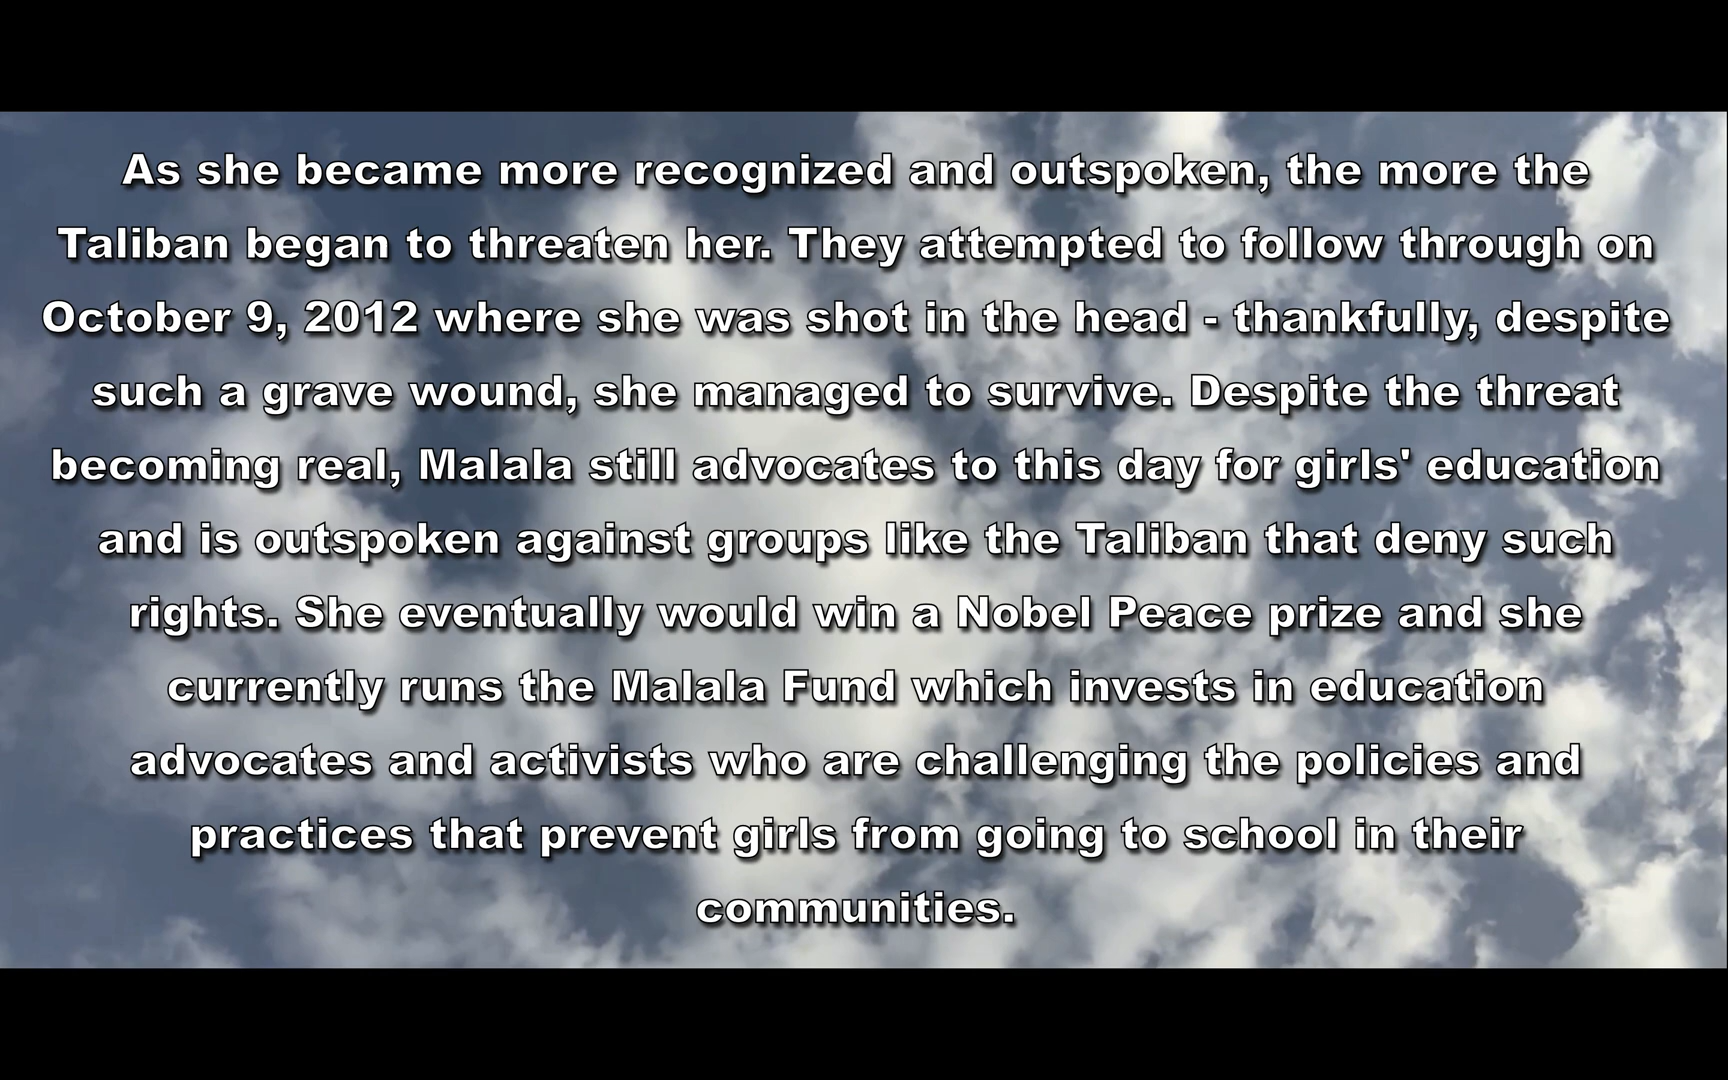 As she became more recognized and outspoken, the more the
Taliban began to threaten her. They attempted to follow through on
October 9, 2012 where she was shot in the head - thankfully, despite
such a grave wound, she managed to survive. Despite the threat
becoming real, Malala still advocates to this day for girls' education
and is outspoken against groups like the Taliban that deny such
rights. She eventually would win a Nobel Peace prize and she
currently runs the Malala Fund which invests in education
advocates and activists who are challenging the policies and
practices that prevent girls from going to school in their
communities.